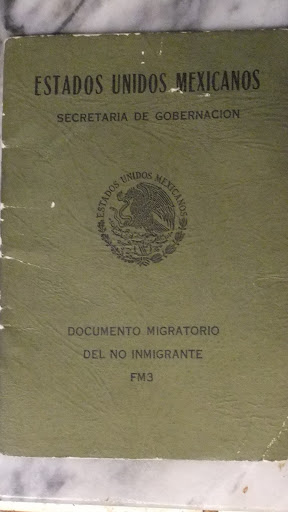 ESTADOS UNIDOS MEXICANOS
SECRETARIA DE GOBERNACION
ESTADOS UNIDOS MEXICANOS
DOCUMENTO MIGRATORIO
DEL NO INMIGRANTE
FM3